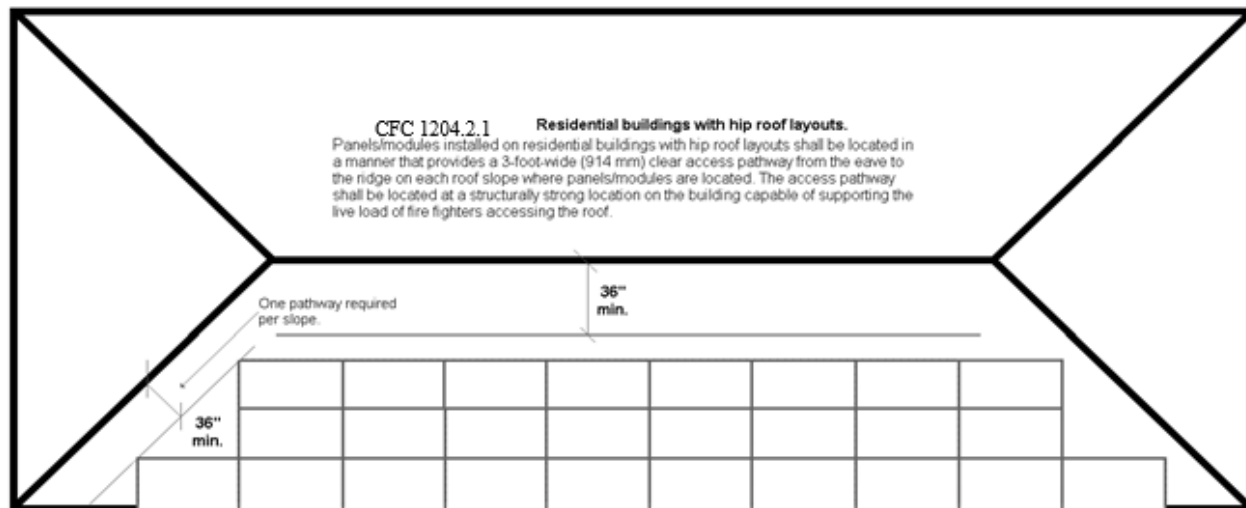 CFC 1204.2.1 Residential buildings with hip roof layouts.
Panels/modules installed on residential buildings with hip roof layouts shall be located in
a manner that provides a 3-foot-wide (914 mm) clear access pathway from the eave to
the ridge on each roof slope where panels/modules are located. The access pathway
shall be located at a structurally strong location on the building capable of supporting the
live load of fire fighters accessing the roof.
36"
min.
One pathway required
per slope.
36"
min.